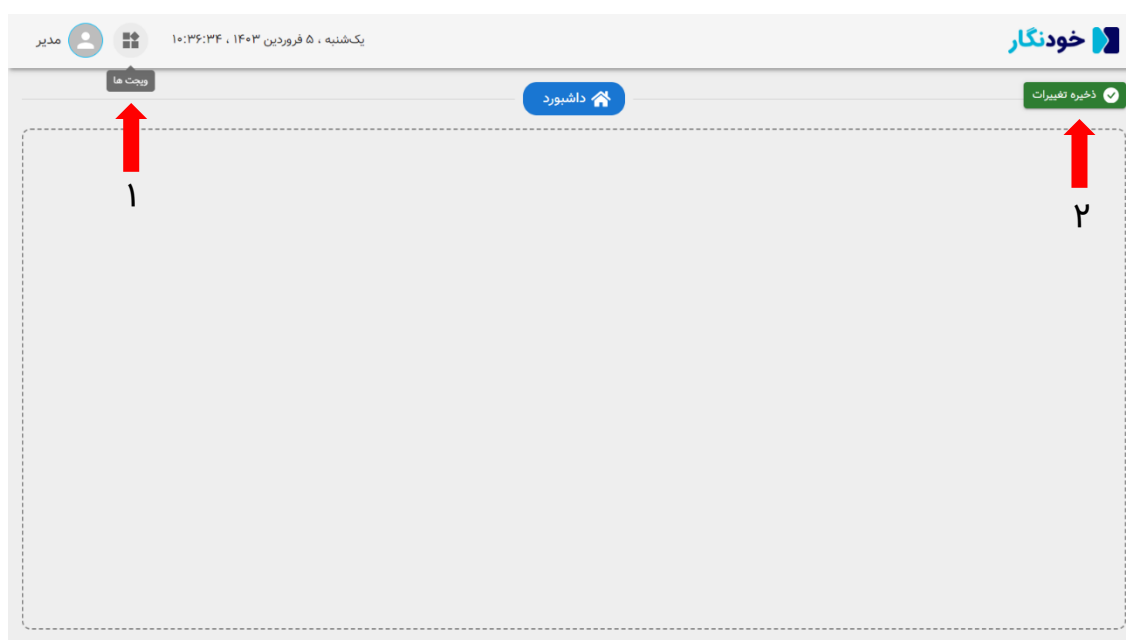 خودنگار
یکشنبه ، ۵ فروردین ۱۴۰۳ ، ۱۰:۳۶:۳۴
مدیر
ویجت ها
ذخیره تغییرات
داشبورد
۱
۲